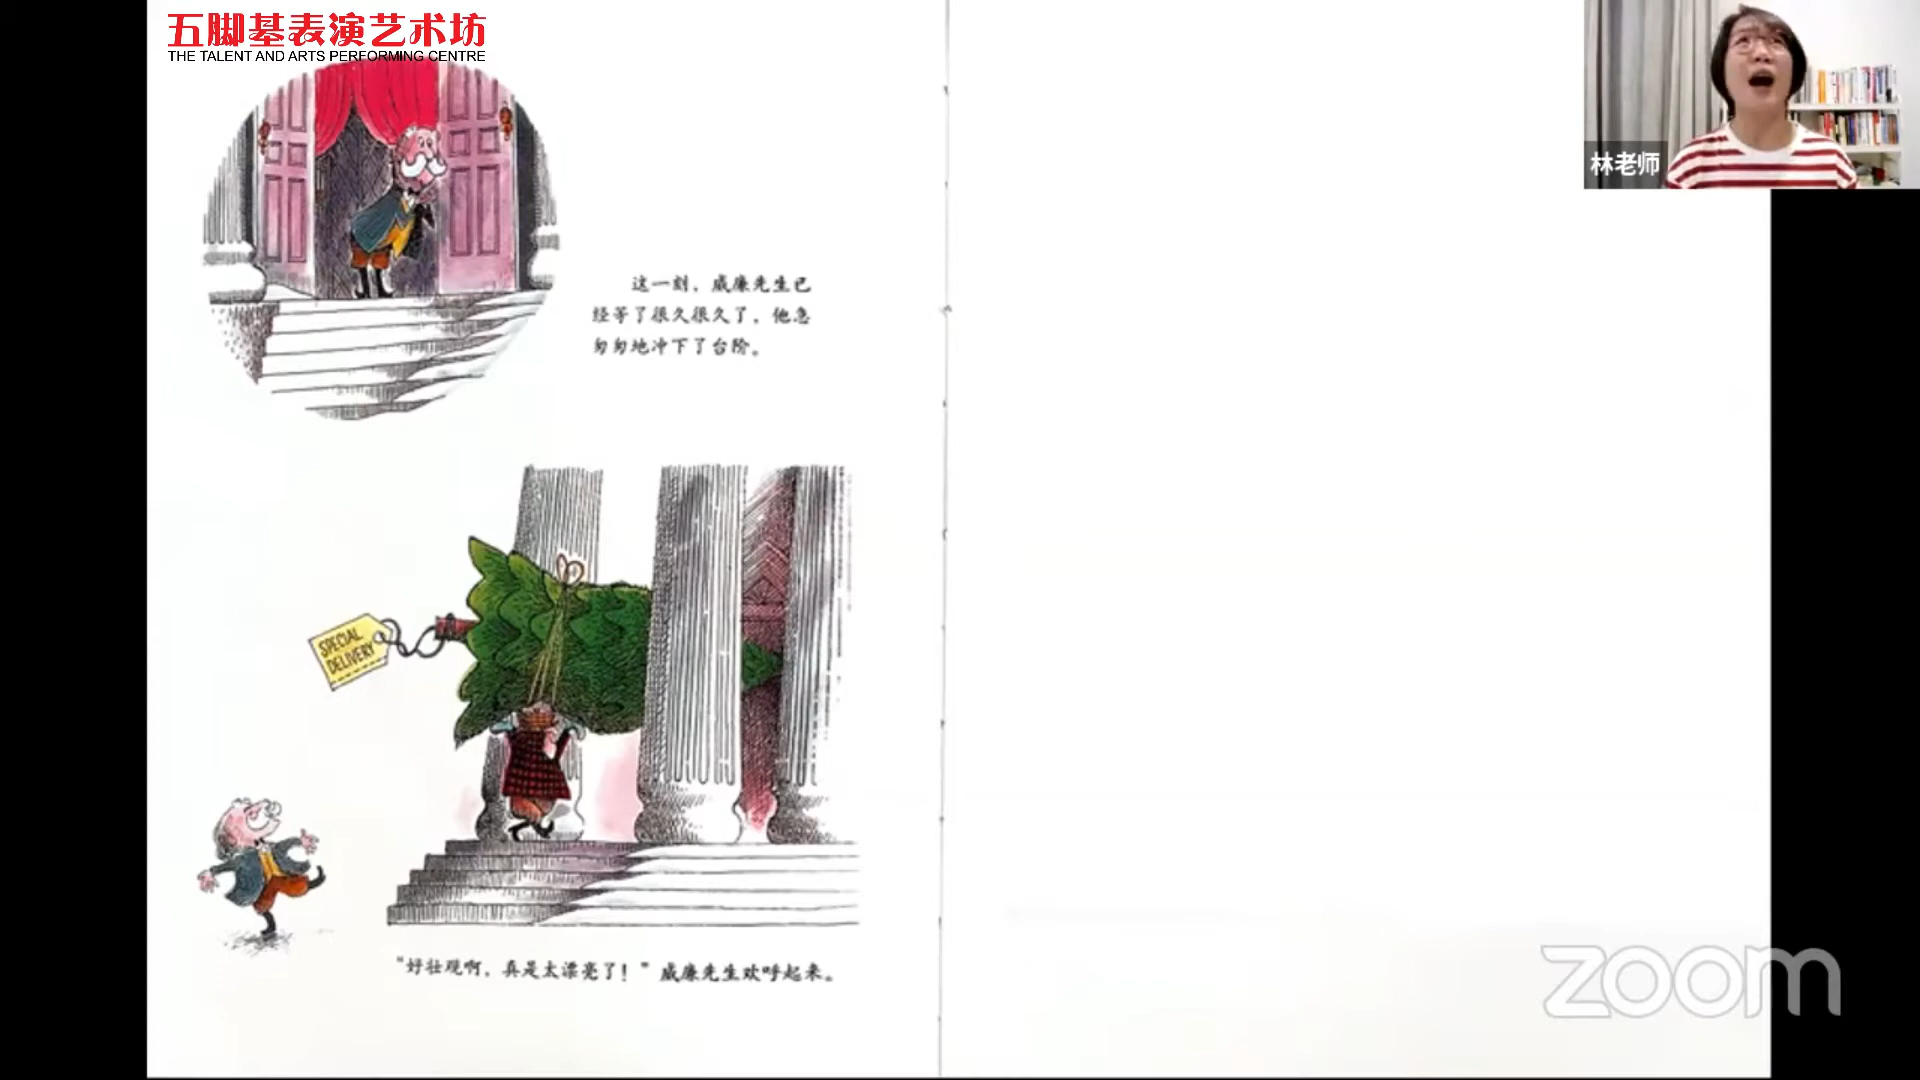 五脚基表演艺术坊
THE TALENT AND ARTS PERFORMING CENTRE
林老师
这一刻，威廉先生已
经等了很久很久了，他急
匆匆地冲下了台阶。
SPECIAL
DELIVERY
“好壮观啊，真是太漂亮了！”威廉先生欢呼起来。
zoom